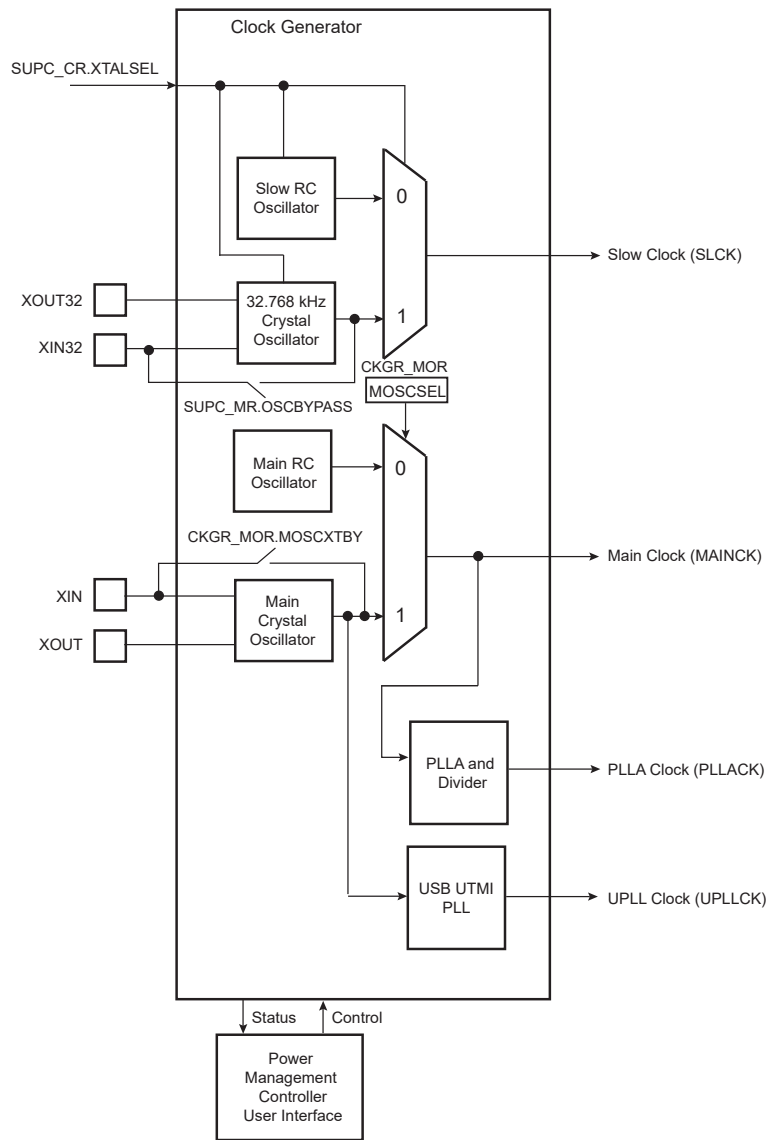 Clock Generator
SUPC_CR.XTALSEL
Slow RC
Oscillator
0
Slow Clock (SLCK)
XOUT32
32.768 kHz
Crystal
Oscillator
1
XIN32
CKGR_MOR
MOSCSEL
SUPC_MR.OSCBYPASS
Main RC
Oscillator
0
CKGR_MOR.MOSCXTBY
Main Clock (MAINCK)
XIN
Main
Crystal
Oscillator
1
XOUT
PLLA and
Divider
PLLA Clock (PLLACK)
USB UTMI
PLL
UPLL Clock (UPLLCK)
Status
Control
Power
Management
Controller
User Interface